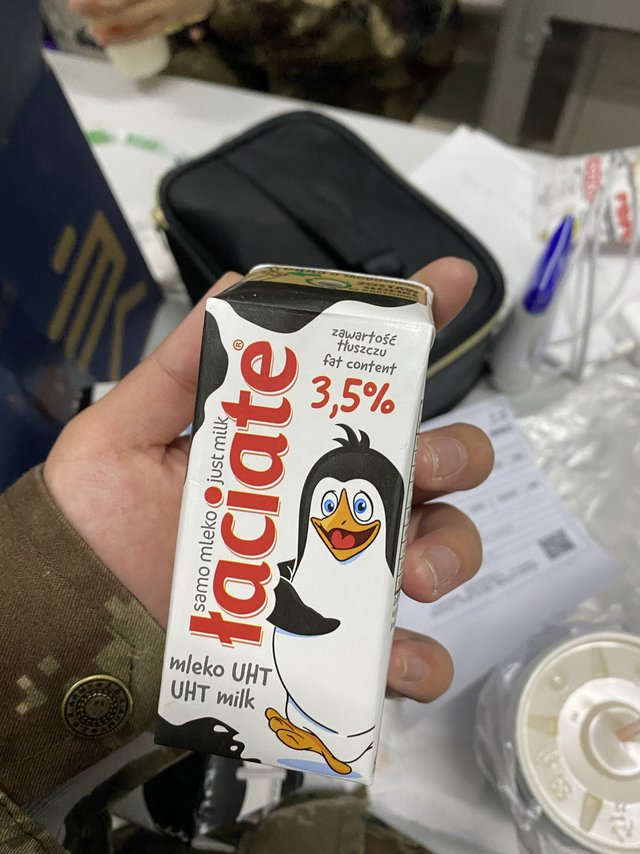 zawartość
tłuszczu
fat content
3,5%
łaciate®
samo mleko just milk
mleko UHT
UHT milk